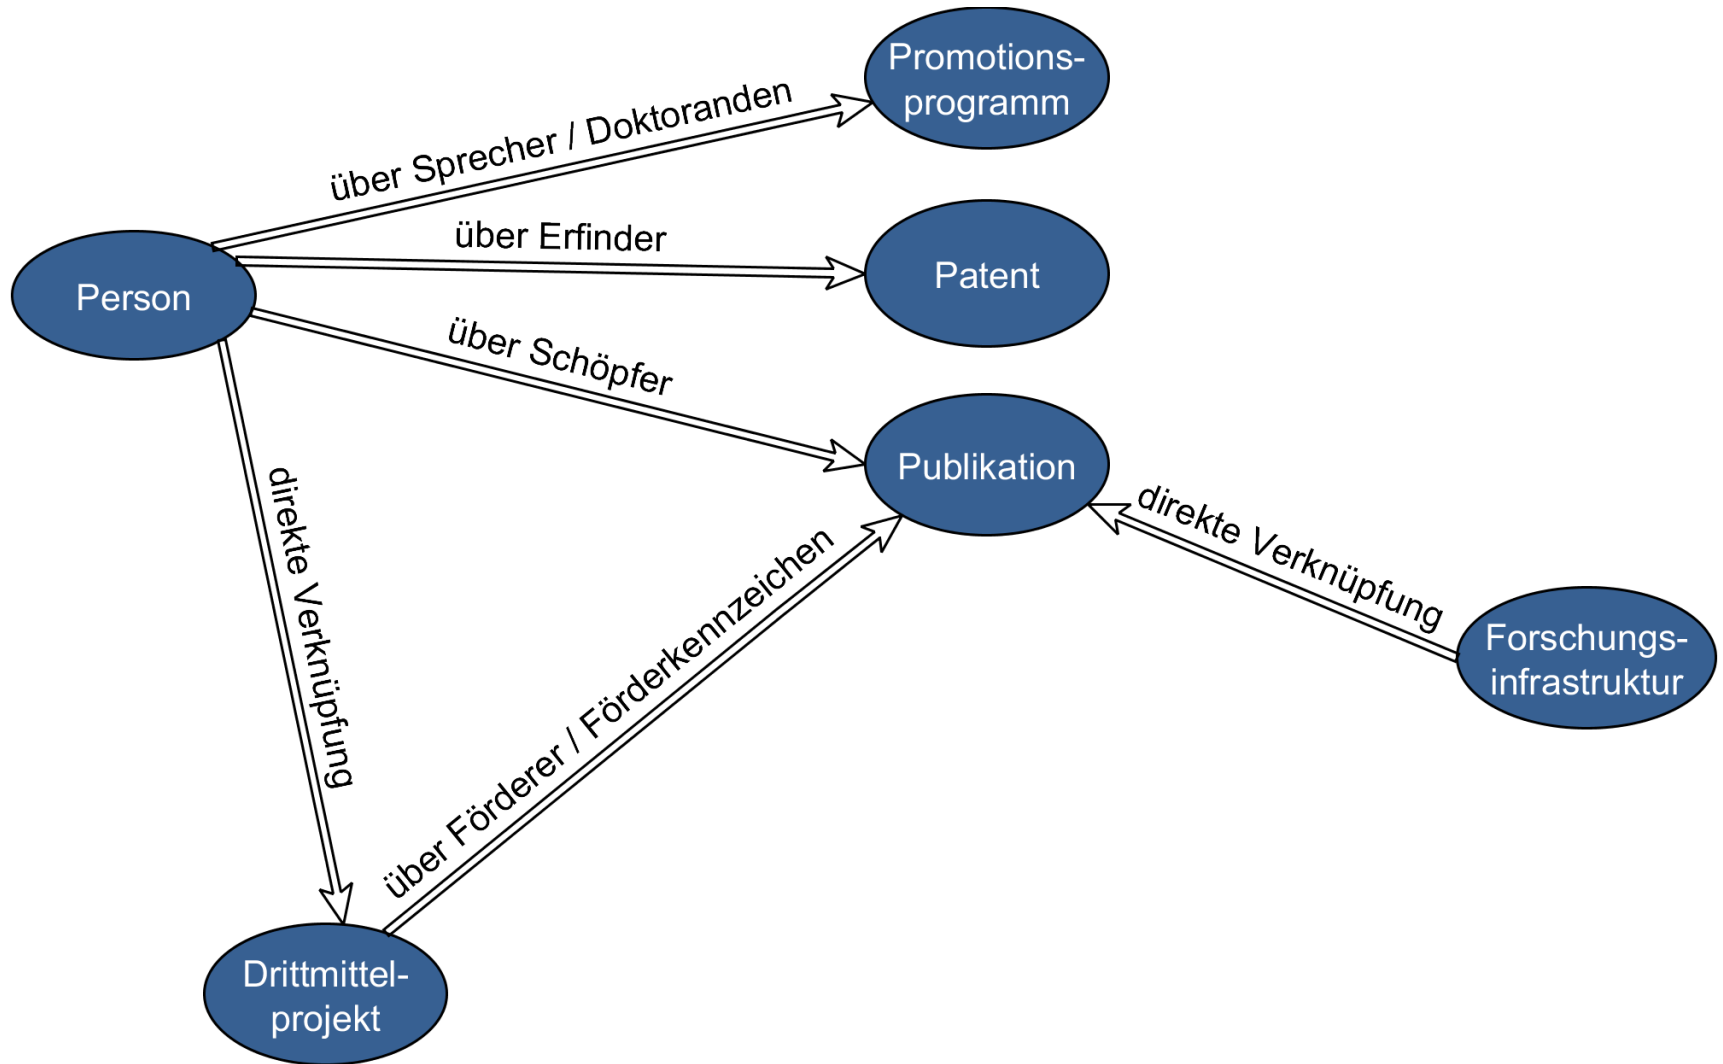 Promotions-
programm
über Sprecher / Doktoranden
über Erfinder
Patent
Person
über Schöpfer
Publikation
direkte Verknüpfung
direkte Verknüpfung
über Förderer / Förderkennzeichen
Forschungs-
infrastruktur
Drittmittel-
projekt